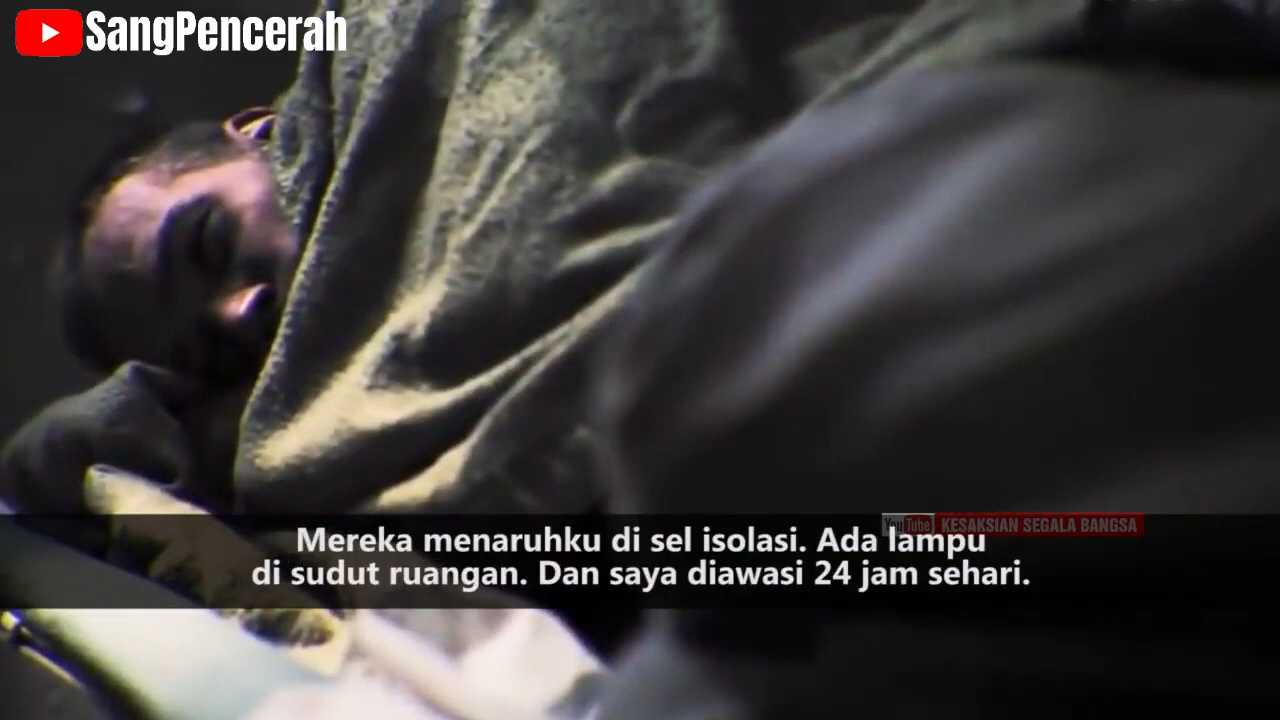 SangPencerah
YouTube KESAKSIAN SEGALA BANGSA
Mereka menaruhku di sel isolasi. Ada lampu
di sudut ruangan. Dan saya diawasi 24 jam sehari.